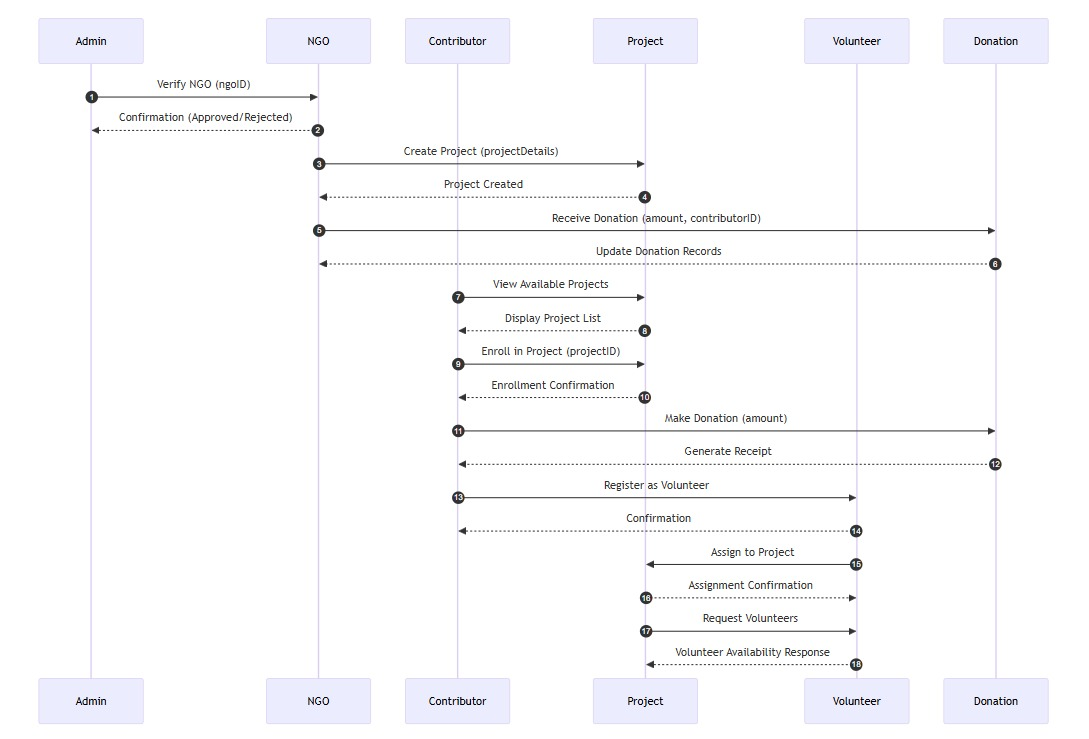 Admin
NGO
Contributor
Project
Volunteer
Donation
Verify NGO (ngoID)
1
Confirmation (Approved/Rejected)
2
Create Project (projectDetails)
3
Project Created
4
Receive Donation (amount, contributorID)
5
Update Donation Records
6
View Available Projects
7
Display Project List
8
Enroll in Project (projectID)
9
Enrollment Confirmation
10
Make Donation (amount)
11
Generate Receipt
12
Register as Volunteer
13
Confirmation
14
Assign to Project
15
Assignment Confirmation
16
Request Volunteers
17
Volunteer Availability Response
18
Admin
NGO
Contributor
Project
Volunteer
Donation